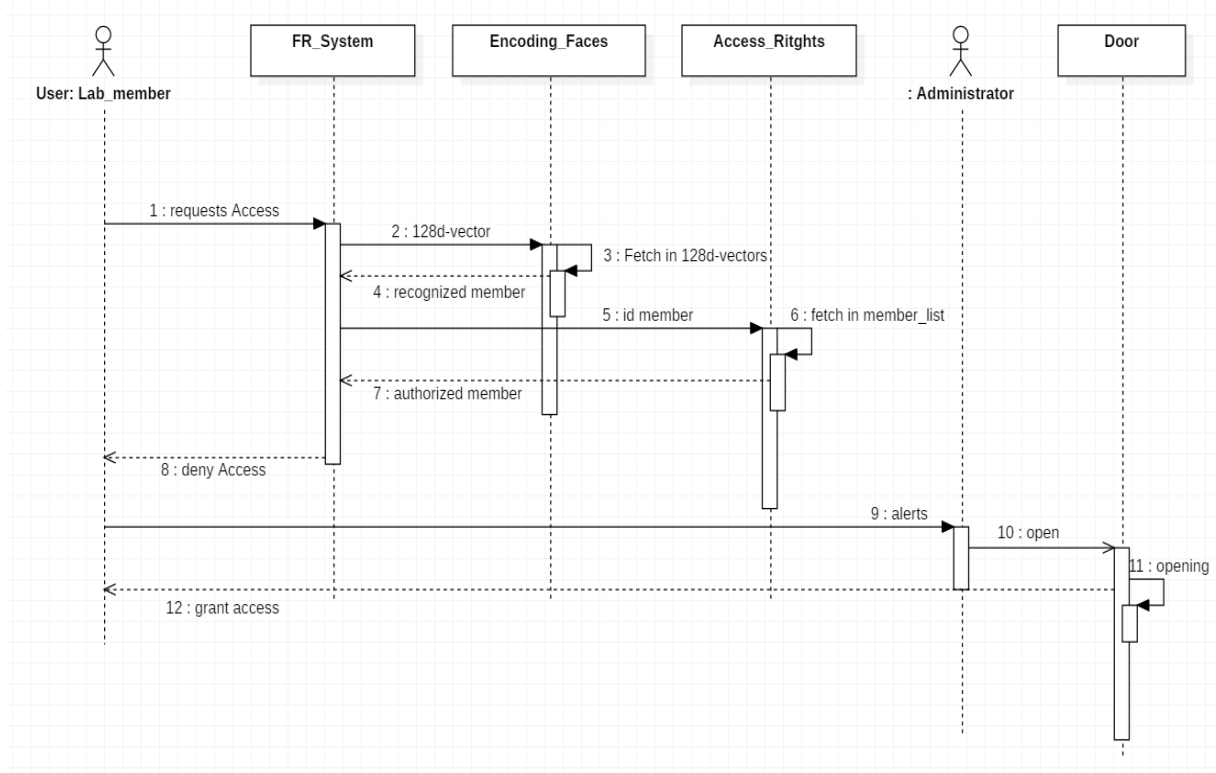 FR_System
Encoding_Faces
Access_Ritghts
Door
User: Lab_member
: Administrator
1 : requests Access
2 : 128d-vector
3 : Fetch in 128d-vectors
4 : recognized member
5 : id member
6 : fetch in member_list
7 : authorized member
8 : deny Access
9 : alerts
10 : open
11 : opening
12 : grant access